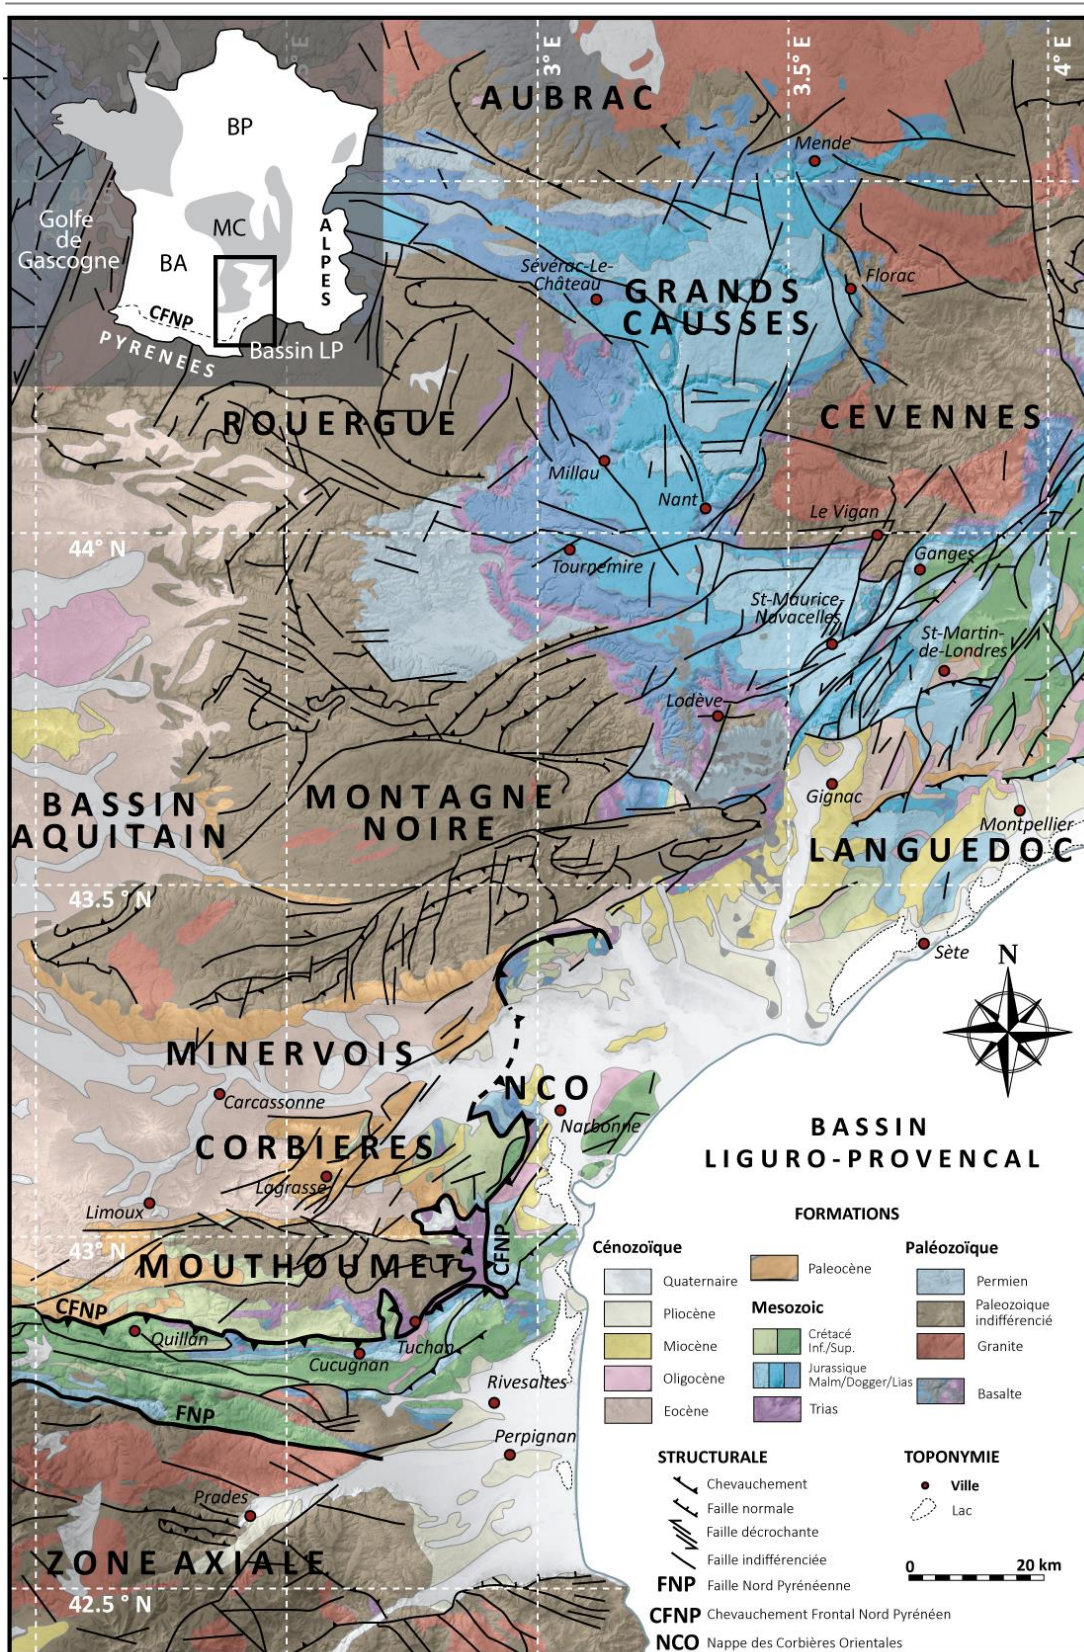 3° E
3.5° E
4° E
AUBRAC
BP
Mende
Golfe
de
Gascogne
MC
BA
ALPES
CFNP
PYRENEES
Bassin LP
Sévérac-Le-
Château
GRANDS
CAUSSES
Florac
ROUERGUE
CEVENNES
Millau
Nant
Le Vigan
44° N
Tournemire
Ganges
St-Maurice-
Navacelles
St-Martin-
de-Londres
Lodève
BASSIN
AQUITAIN
MONTAGNE
NOIRE
Gignac
Montpellier
LANGUEDOC
43.5 ° N
Sète
N
MINERVOIS
NCO
Carcassonne
Narbonne
CORBIERES
BASSIN
LIGURO-PROVENCAL
Lagrasse
Limoux
43° N
MOUTHOUMET
CFNP
CFNP
Quillan
Cucugnan
Tuchan
FNP
Rivesaltes
Perpignan
Prades
ZONE AXIALE
42.5 ° N
FORMATIONS
Cénozoïque
Quaternaire
Pliocène
Miocène
Oligocène
Eocène
Paleocène
Mesozoic
Crétacé
Inf./Sup.
Jurassique
Malm/Dogger/Lias
Trias
Paléozoïque
Permien
Paleozoique
indifférencié
Granite
Basalte
STRUCTURALE
Chevauchement
Faille normale
Faille décrochante
Faille indifférenciée
FNP Faille Nord Pyrénéenne
CFNP Chevauchement Frontal Nord Pyrénéen
NCO Nappe des Corbières Orientales
TOPONYMIE
Ville
Lac
0 20 km